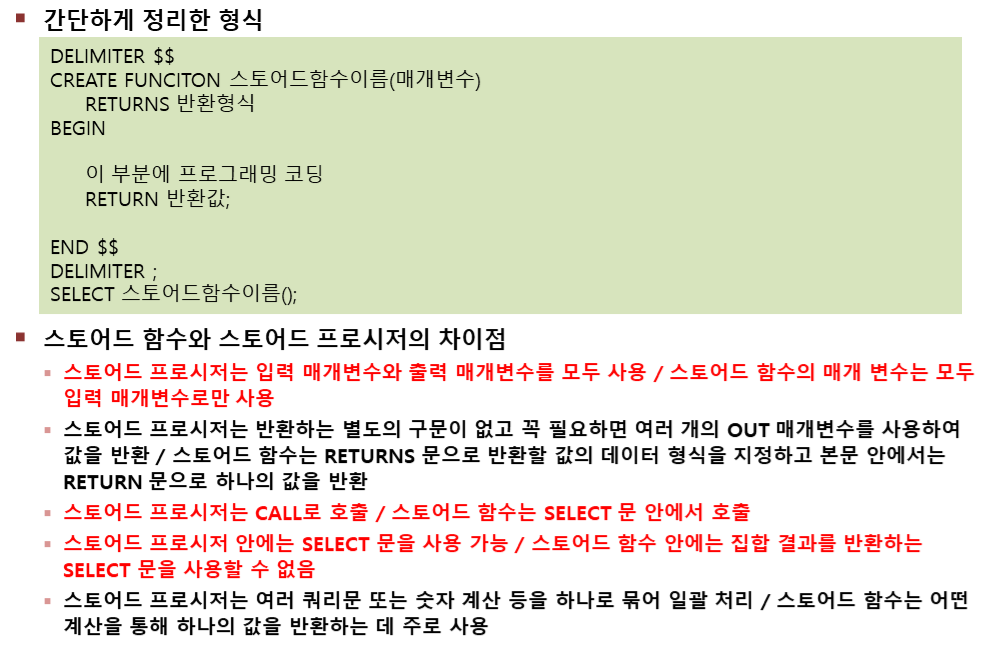 간단하게 정리한 형식
DELIMITER $$
CREATE FUNCITON 스토어드함수이름(매개변수)
RETURNS 반환형식
BEGIN
이 부분에 프로그래밍 코딩
RETURN 반환값;
END $$
DELIMITER ;
SELECT 스토어드함수이름();
스토어드 함수와 스토어드 프로시저의 차이점
스토어드 프로시저는 입력 매개변수와 출력 매개변수를 모두 사용 / 스토어드 함수의 매개 변수는 모두
입력 매개변수로만 사용
스토어드 프로시저는 반환하는 별도의 구문이 없고 꼭 필요하면 여러 개의 OUT 매개변수를 사용하여
값을 반환 / 스토어드 함수는 RETURNS 문으로 반환할 값의 데이터 형식을 지정하고 본문 안에서는
RETURN 문으로 하나의 값을 반환
스토어드 프로시저는 CALL로 호출 / 스토어드 함수는 SELECT 문 안에서 호출
스토어드 프로시저 안에는 SELECT 문을 사용 가능 / 스토어드 함수 안에는 집합 결과를 반환하는
SELECT 문을 사용할 수 없음
스토어드 프로시저는 여러 쿼리문 또는 숫자 계산 등을 하나로 묶어 일괄 처리 / 스토어드 함수는 어떤
계산을 통해 하나의 값을 반환하는 데 주로 사용